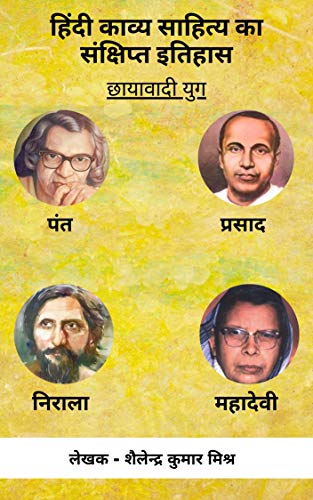 हिंदी काव्य साहित्य का
संक्षिप्त इतिहास
छायावादी युग
पंत
प्रसाद
निराला
महादेवी
लेखक - शैलेन्द्र कुमार मिश्र